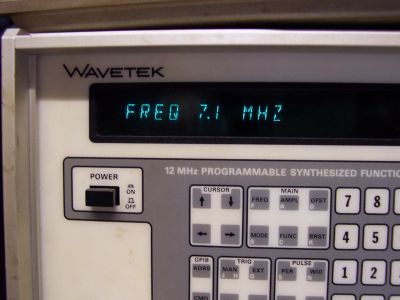 WAVETEK
FREQ 7.1 MHZ
12 MHz PROGRAMMABLE SYNTHESIZED
POWER
ON
OFF
CURSOR MAIN
FREQ AMPL OFST 7 8
MODE FUNC BRST 4 5
GPIB TRIG PULSE
ADRS MAN EXT PER WID 1 2